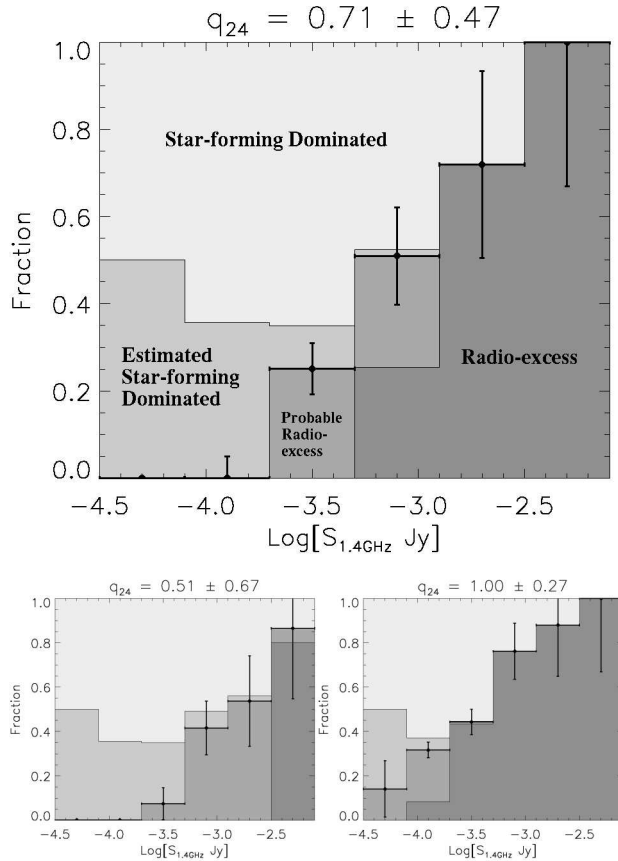 q24 = 0.71 ± 0.47
1.0
0.8
0.6
0.4
0.2
0.0
Fraction
Star-forming Dominated
Estimated
Star-forming
Dominated
Probable
Radio-
excess
Radio-excess
-4.5 -4.0 -3.5 -3.0 -2.5
Log[S1.4GHz Jy]
q24 = 0.51 ± 0.67
1.0
0.8
0.6
0.4
0.2
0.0
Fraction
-4.5 -4.0 -3.5 -3.0 -2.5
Log[S1.4GHz Jy]
q24 = 1.00 ± 0.27
1.0
0.8
0.6
0.4
0.2
0.0
Fraction
-4.5 -4.0 -3.5 -3.0 -2.5
Log[S1.4GHz Jy]